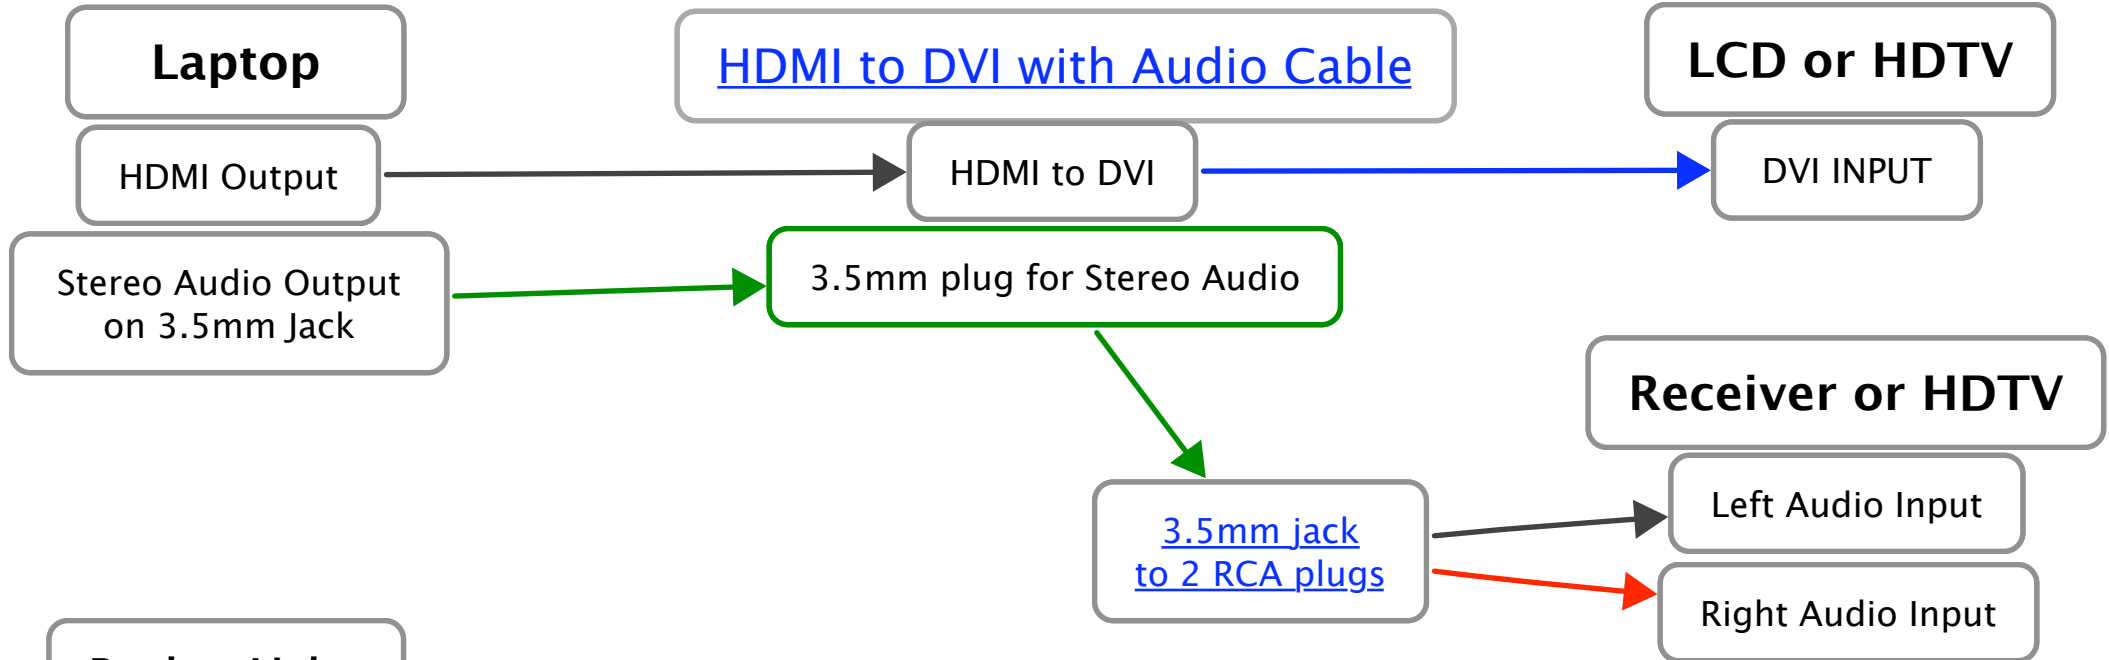 Laptop
HDMI to DVI with Audio Cable
LCD or HDTV
HDMI Output
HDMI to DVI
DVI INPUT
Stereo Audio Output
on 3.5mm Jack
3.5mm plug for Stereo Audio
Receiver or HDTV
Left Audio Input
3.5mm jack
to 2 RCA plugs
Right Audio Input